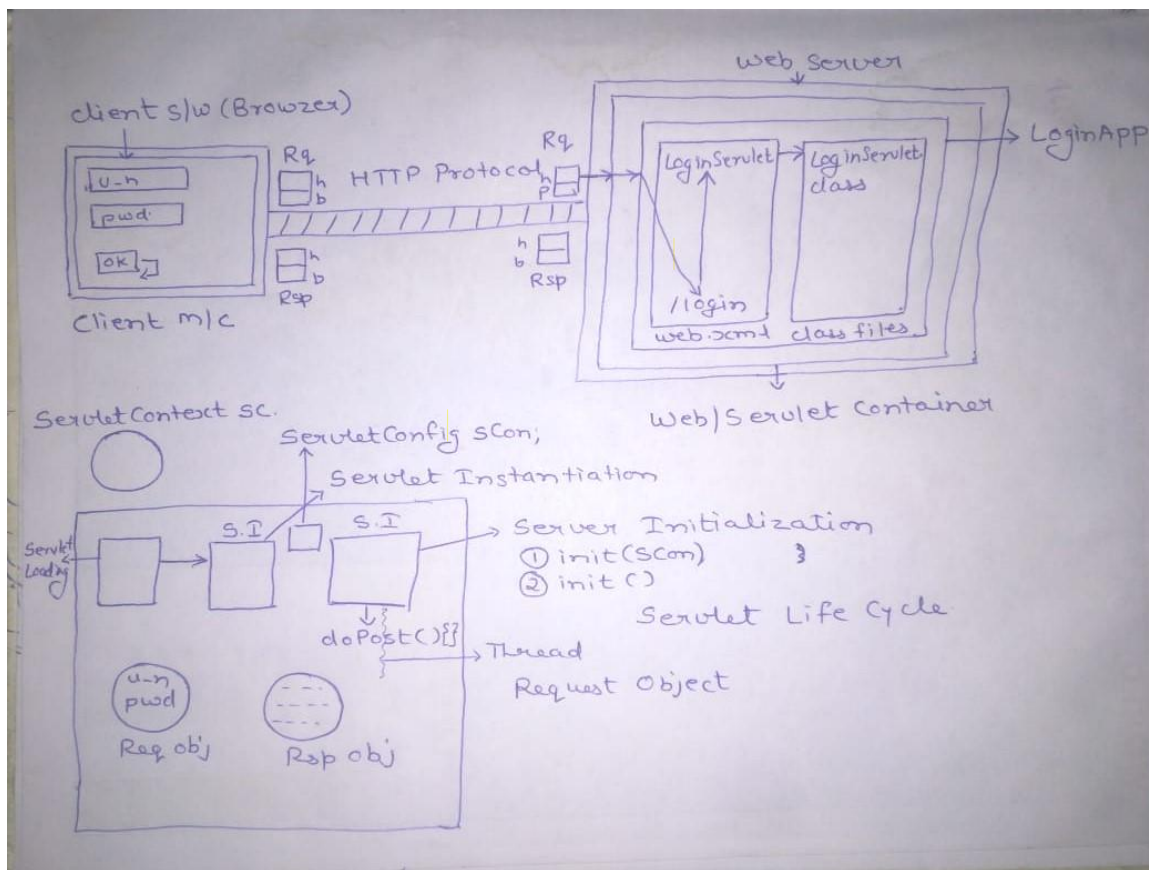 Web Server
client s/w (Browzer)
LoginApp
Rq
Rq
u-n
h
b
HTTP Protocol
h
P
LoginServlet
LoginServlet
class
pwd
OK
h
b
Rsp
h
b
Rsp
/login
web.xml
class files
Client m/c
Web/Servlet Container
ServletContext sc.
ServletConfig sCon;
Servlet Instantiation
S.I
S.I
Server Initialization
Servlet
Loading
① init(SCon) }
② init()
Servlet Life Cycle
doPost(){}
Thread
Request Object
u-n
pwd
Req obj
Rsp obj